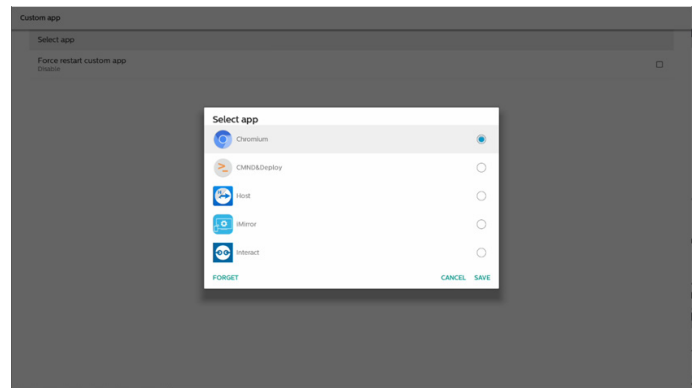 Custom app
Select app
Force restart custom app
Disable
Select app
Chromium
CMND&Deploy
Host
IMirror
Interact
FORGET
CANCEL SAVE